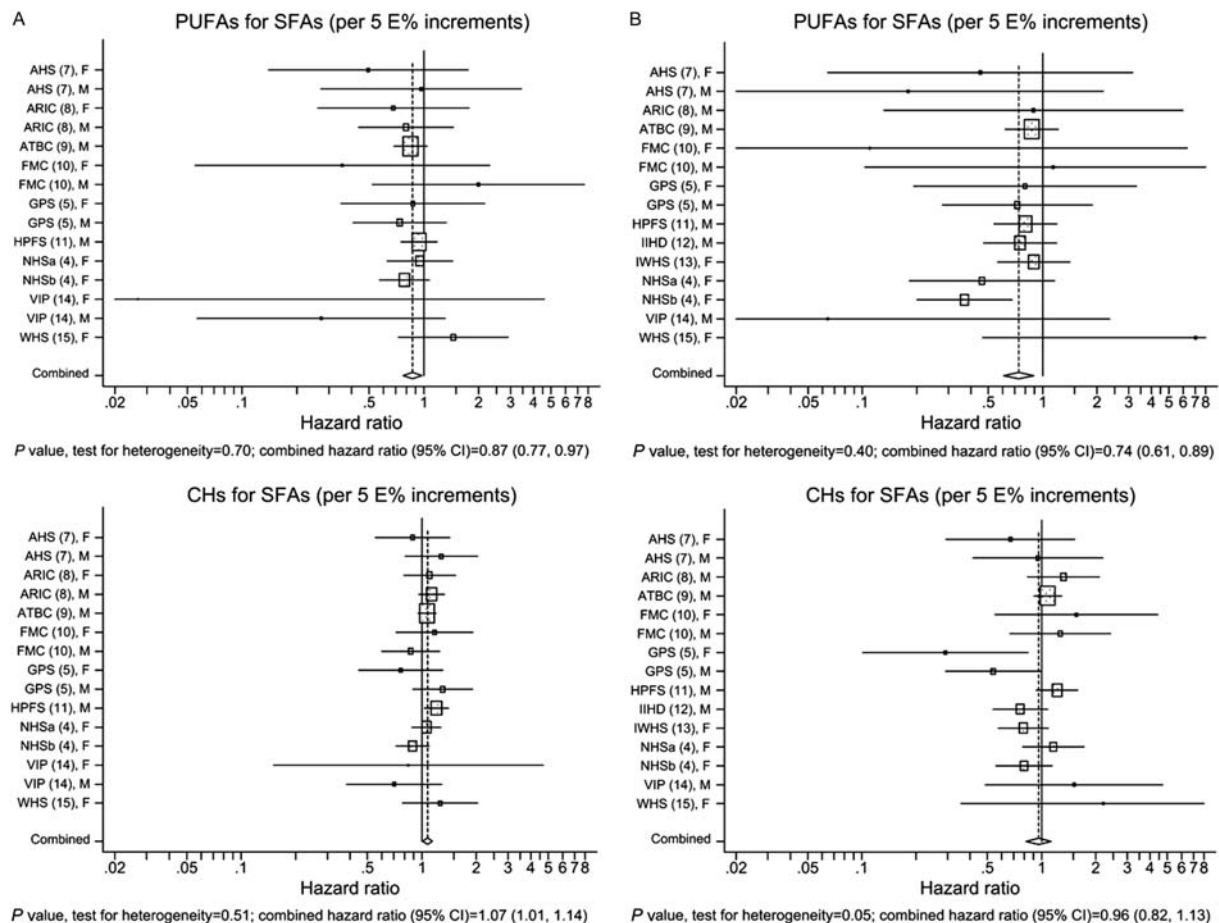 A
PUFAs for SFAs (per 5 E% increments)
AHS (7), F
AHS (7), M
ARIC (8), F
ARIC (8), M
ATBC (9), M
FMC (10), F
FMC (10), M
GPS (5), F
GPS (5), M
HPFS (11), M
NHSa (4), F
NHSb (4), F
VIP (14), F
VIP (14), M
WHS (15), F
Combined
.02 .05 .1 .5 1 2 3 4 5 6 7 8
Hazard ratio
P value, test for heterogeneity=0.70; combined hazard ratio (95% CI)=0.87 (0.77, 0.97)
B
PUFAs for SFAs (per 5 E% increments)
AHS (7), F
AHS (7), M
ARIC (8), M
ATBC (9), M
FMC (10), F
FMC (10), M
GPS (5), F
GPS (5), M
HPFS (11), M
IIHD (12), M
IWHS (13), F
NHSa (4), F
NHSb (4), F
VIP (14), M
WHS (15), F
Combined
.02 .05 .1 .5 1 2 3 4 5 6 7 8
Hazard ratio
P value, test for heterogeneity=0.40; combined hazard ratio (95% CI)=0.74 (0.61, 0.89)
CHs for SFAs (per 5 E% increments)
AHS (7), F
AHS (7), M
ARIC (8), F
ARIC (8), M
ATBC (9), M
FMC (10), F
FMC (10), M
GPS (5), F
GPS (5), M
HPFS (11), M
NHSa (4), F
NHSb (4), F
VIP (14), F
VIP (14), M
WHS (15), F
Combined
.02 .05 .1 .5 1 2 3 4 5 6 7 8
Hazard ratio
P value, test for heterogeneity=0.51; combined hazard ratio (95% CI)=1.07 (1.01, 1.14)
CHs for SFAs (per 5 E% increments)
AHS (7), F
AHS (7), M
ARIC (8), M
ATBC (9), M
FMC (10), F
FMC (10), M
GPS (5), F
GPS (5), M
HPFS (11), M
IIHD (12), M
IWHS (13), F
NHSa (4), F
NHSb (4), F
VIP (14), M
WHS (15), F
Combined
.02 .05 .1 .5 1 2 3 4 5 6 7 8
Hazard ratio
P value, test for heterogeneity=0.05; combined hazard ratio (95% CI)=0.96 (0.82, 1.13)